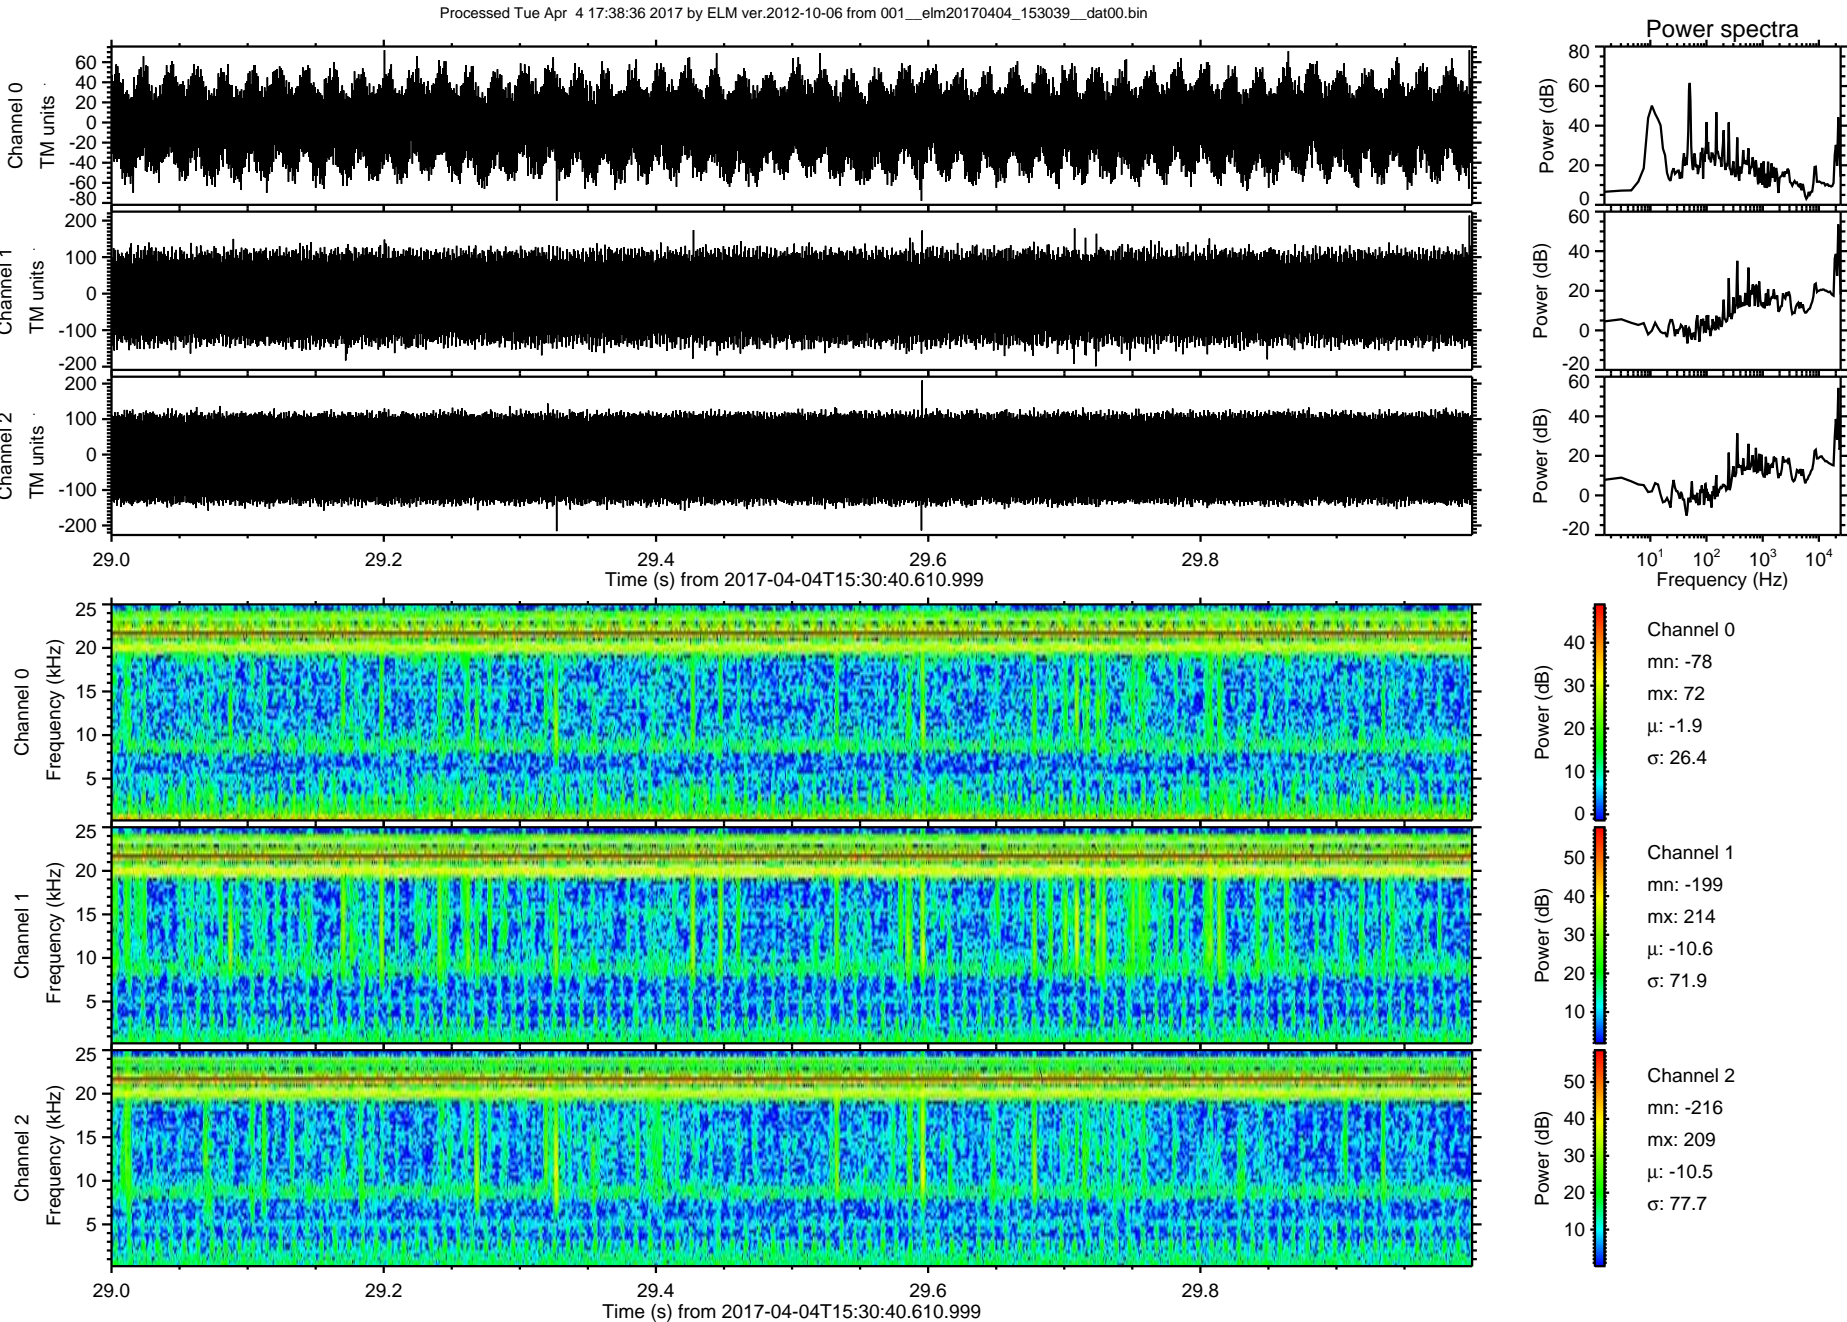 Processed Tue Apr  4 17:38:36 2017 by ELM ver.2012-10-06 from 001__elm20170404_153039__dat00.bin
Power spectra
Channel 0
TM units
60
40
20
0
-20
-40
-60
-80
Power (dB)
80
60
40
20
0
Channel 1
TM units
200
100
0
-100
-200
Power (dB)
60
40
20
0
-20
Channel 2
TM units
200
100
0
-100
-200
Power (dB)
60
40
20
0
-20
29.0 29.2 29.4 29.6 29.8
Time (s) from 2017-04-04T15:30:40.610.999
10^1 10^2 10^3 10^4
Frequency (Hz)
Channel 0
Frequency (kHz)
25
20
15
10
5
Power (dB)
40
30
20
10
0
Channel 0
mn: -78
mx: 72
μ: -1.9
σ: 26.4
Channel 1
Frequency (kHz)
25
20
15
10
5
Power (dB)
50
40
30
20
10
Channel 1
mn: -199
mx: 214
μ: -10.6
σ: 71.9
Channel 2
Frequency (kHz)
25
20
15
10
5
Power (dB)
50
40
30
20
10
Channel 2
mn: -216
mx: 209
μ: -10.5
σ: 77.7
29.0 29.2 29.4 29.6 29.8
Time (s) from 2017-04-04T15:30:40.610.999